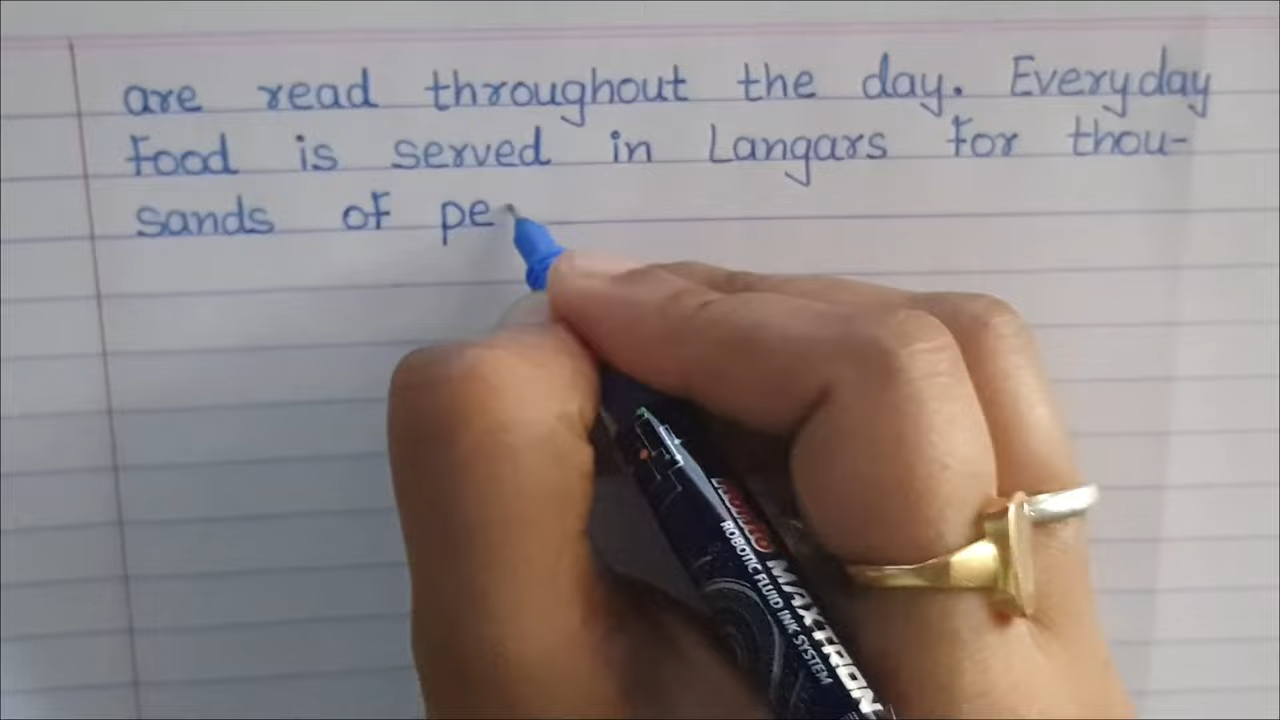 are read throughout the day. Everyday
Food is served in Langars For thou-
sands of pe
ROBOTIC FLUID INK SYSTEM
MAXTRON